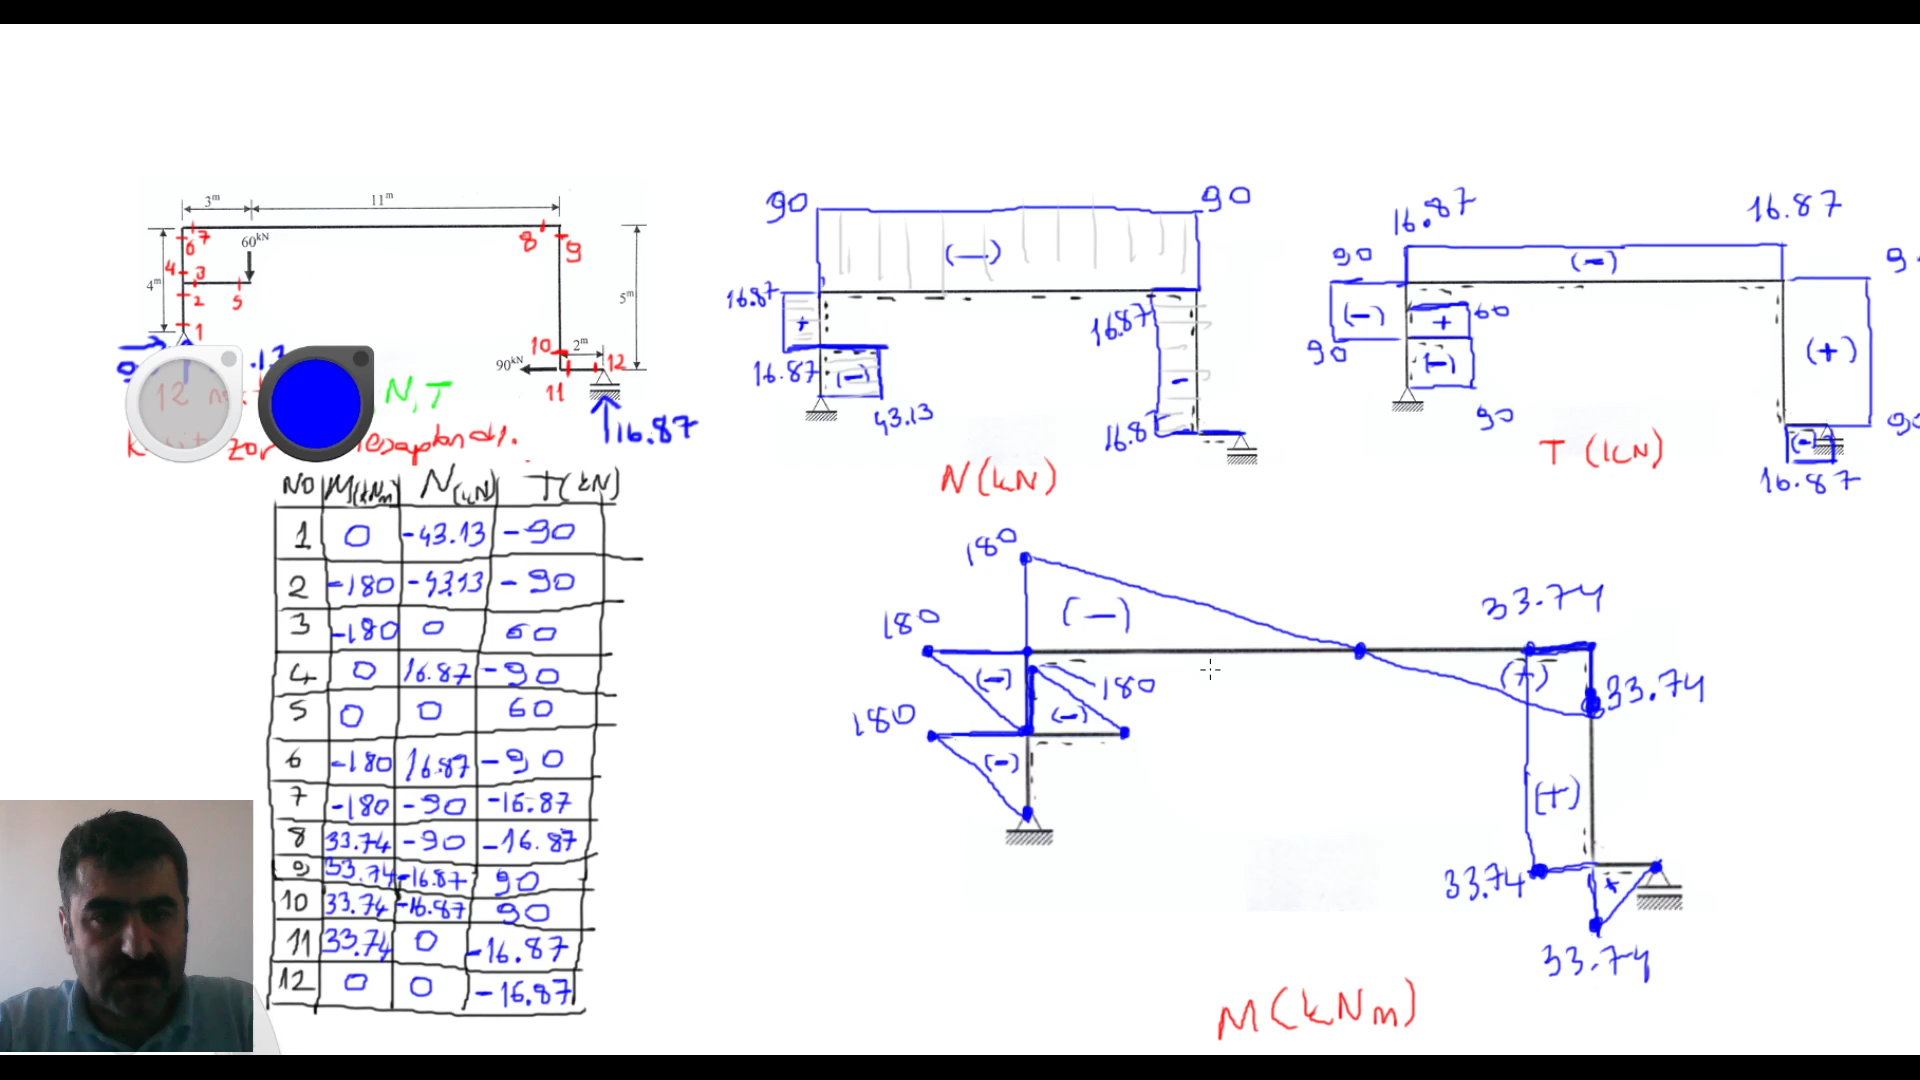 3m 11m
6 7 60kN 8 9
4 3
4m 2 5 5m
1
10 2m
90kN 12
11
12 N,T 16.87
zor
90 90
(-)
16.87 16.87
+
16.87 (-) -
43.13 16.8
N(kN)
16.87 16.87
90 (-) 9
(-) + 60
90 (-) (+)
90 90
(-)
T(kN) 16.87
No M(kNm) N(kN) T(kN)
1 0 -43.13 -90
2 -180 -43.13 -90
3 -180 0 60
4 0 16.87 -90
5 0 0 60
6 -180 16.87 -90
7 -180 -90 -16.87
8 33.74 -90 -16.87
9 33.74 -16.87 90
10 33.74 -16.87 90
11 33.74 0 -16.87
12 0 0 -16.87
180
180 (-) 33.74
(-) 180 (+) 33.74
180 (-)
(-) (+)
33.74 +
33.74
M(kNm)